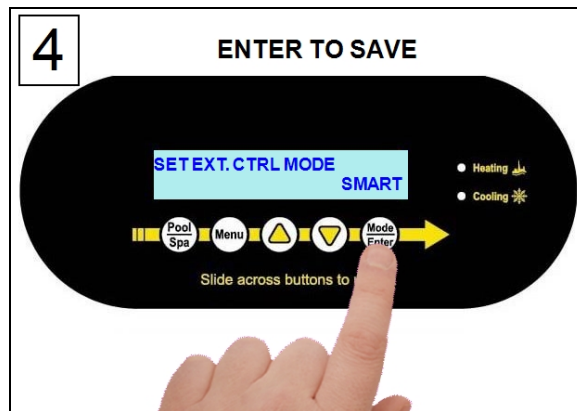 4
ENTER TO SAVE
SET EXT. CTRL MODE
SMART
Heating
Cooling
Pool
Spa
Menu
Mode
Enter
Slide across buttons to